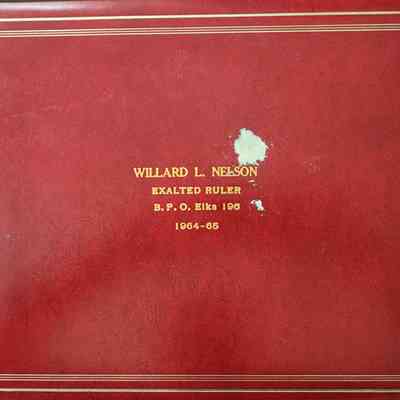 WILLARD L. NELSON
EXALTED RULER
B. P. O. Elks 196
1964-65